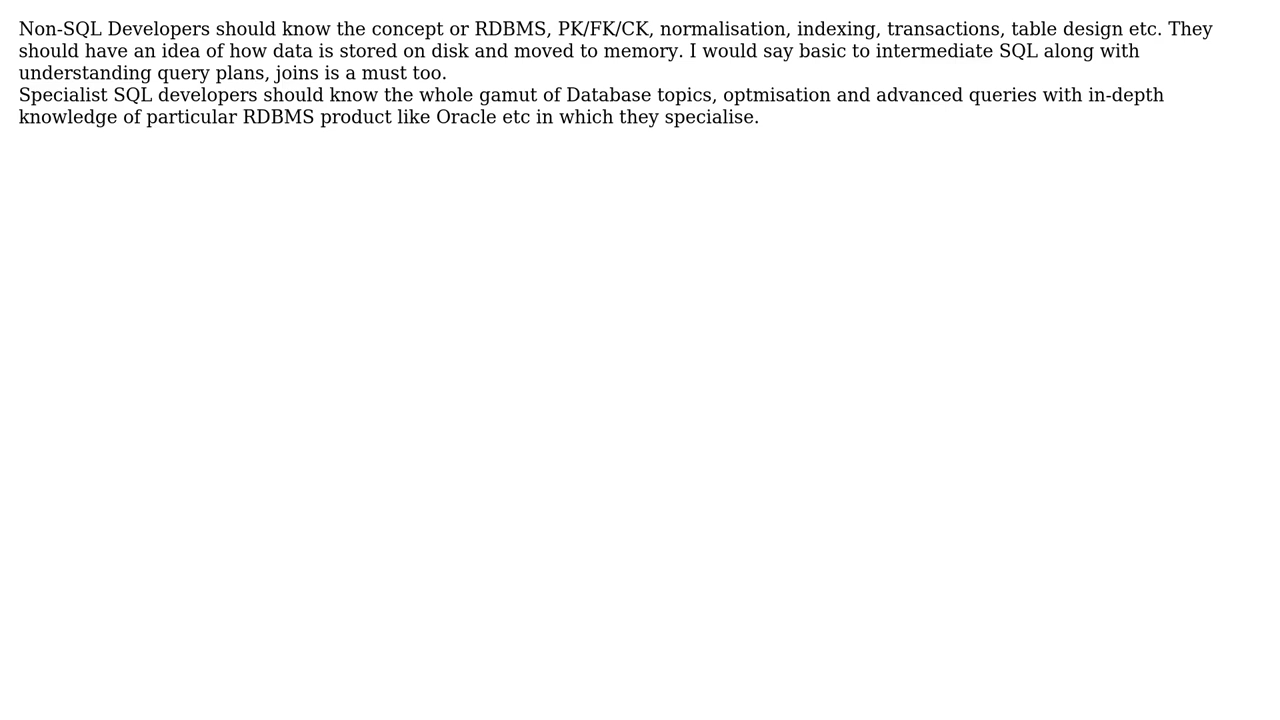 Non-SQL Developers should know the concept or RDBMS, PK/FK/CK, normalisation, indexing, transactions, table design etc. They
should have an idea of how data is stored on disk and moved to memory. I would say basic to intermediate SQL along with
understanding query plans, joins is a must too.
Specialist SQL developers should know the whole gamut of Database topics, optmisation and advanced queries with in-depth
knowledge of particular RDBMS product like Oracle etc in which they specialise.